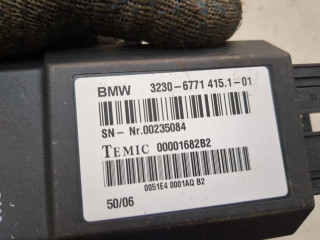 BMW 3230-6771 415.1-01
SN- Nr.00235084
TEMIC 00001682B2
0051E4 0001AQ B2
50/06